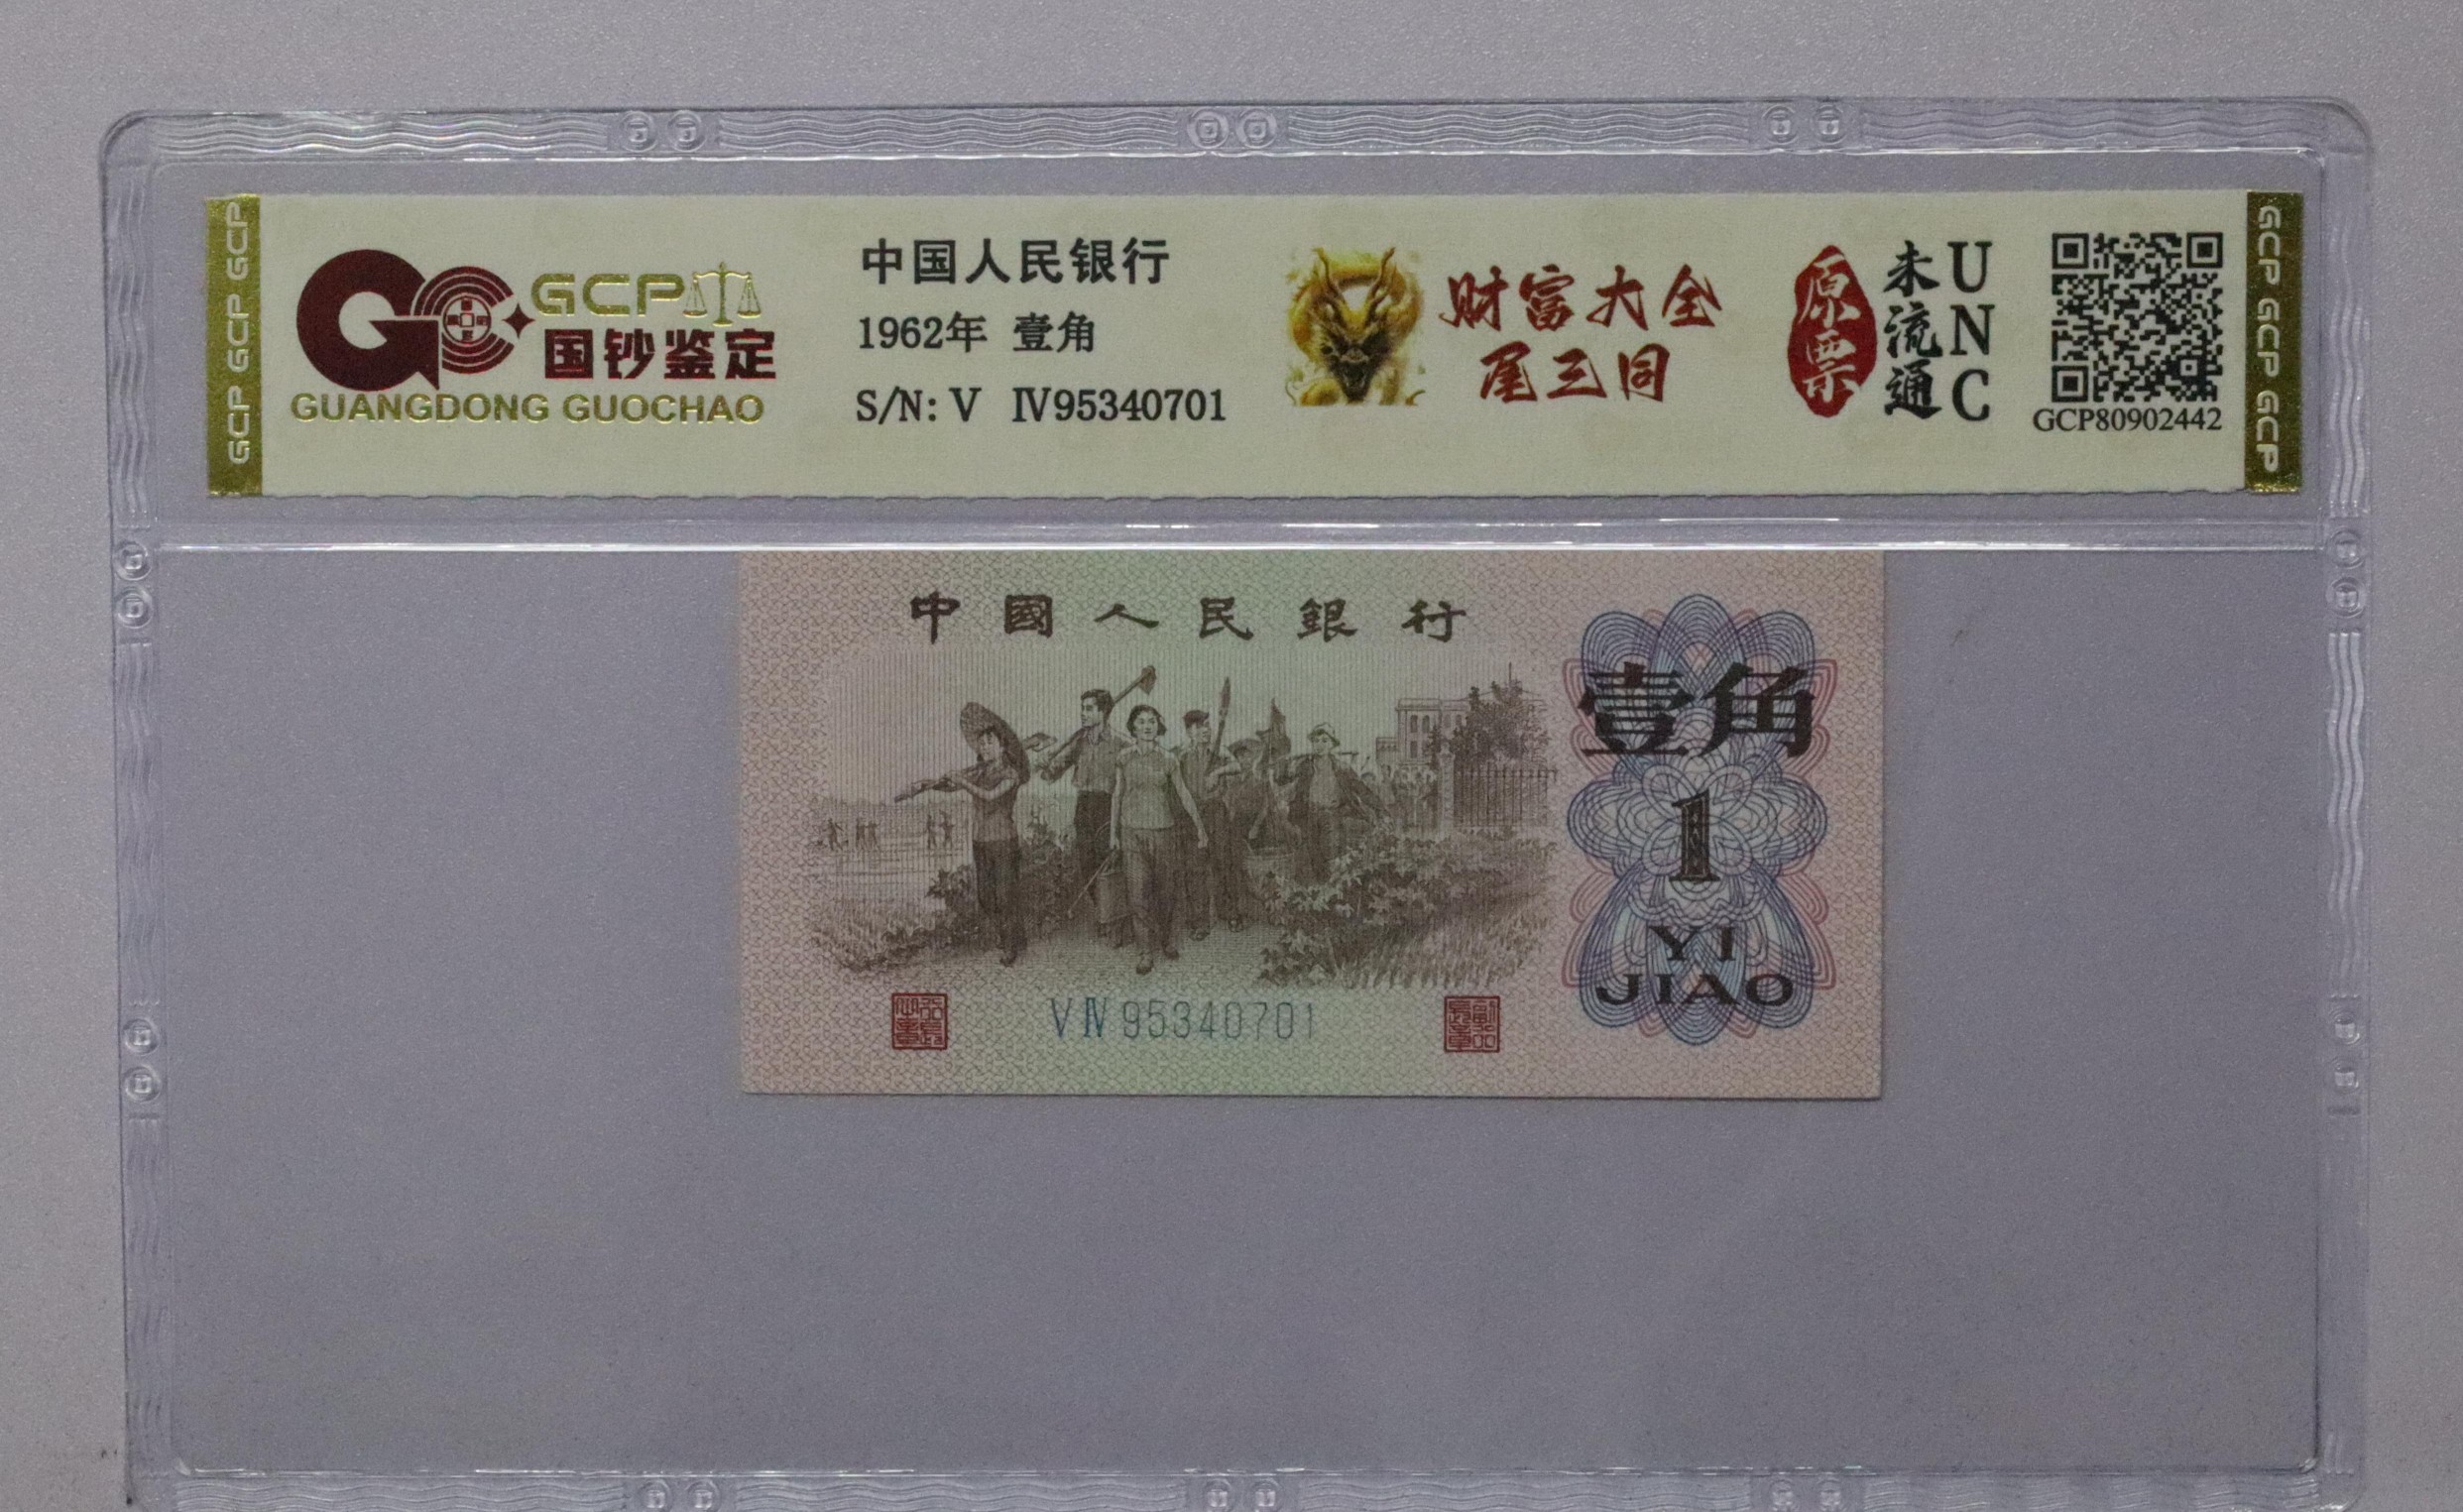 GCP GCP GCP
GCP
国钞鉴定
GUANGDONG GUOCHAO
中国人民银行
1962年 壹角
S/N: V Ⅳ95340701
财富大全
尾三同
原票
未流通
UNC
GCP80902442
GCP GCP GCP
中國人民銀行
壹角
1
YI
JIAO
V Ⅳ 95340701